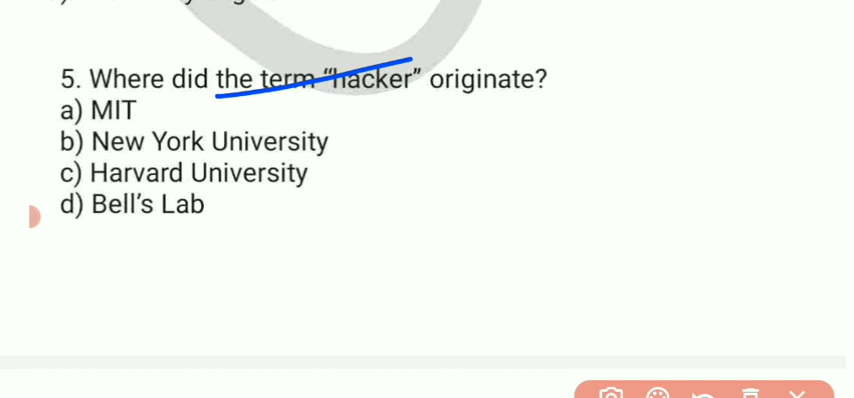 5. Where did the term “hacker” originate?
a) MIT
b) New York University
c) Harvard University
d) Bell’s Lab